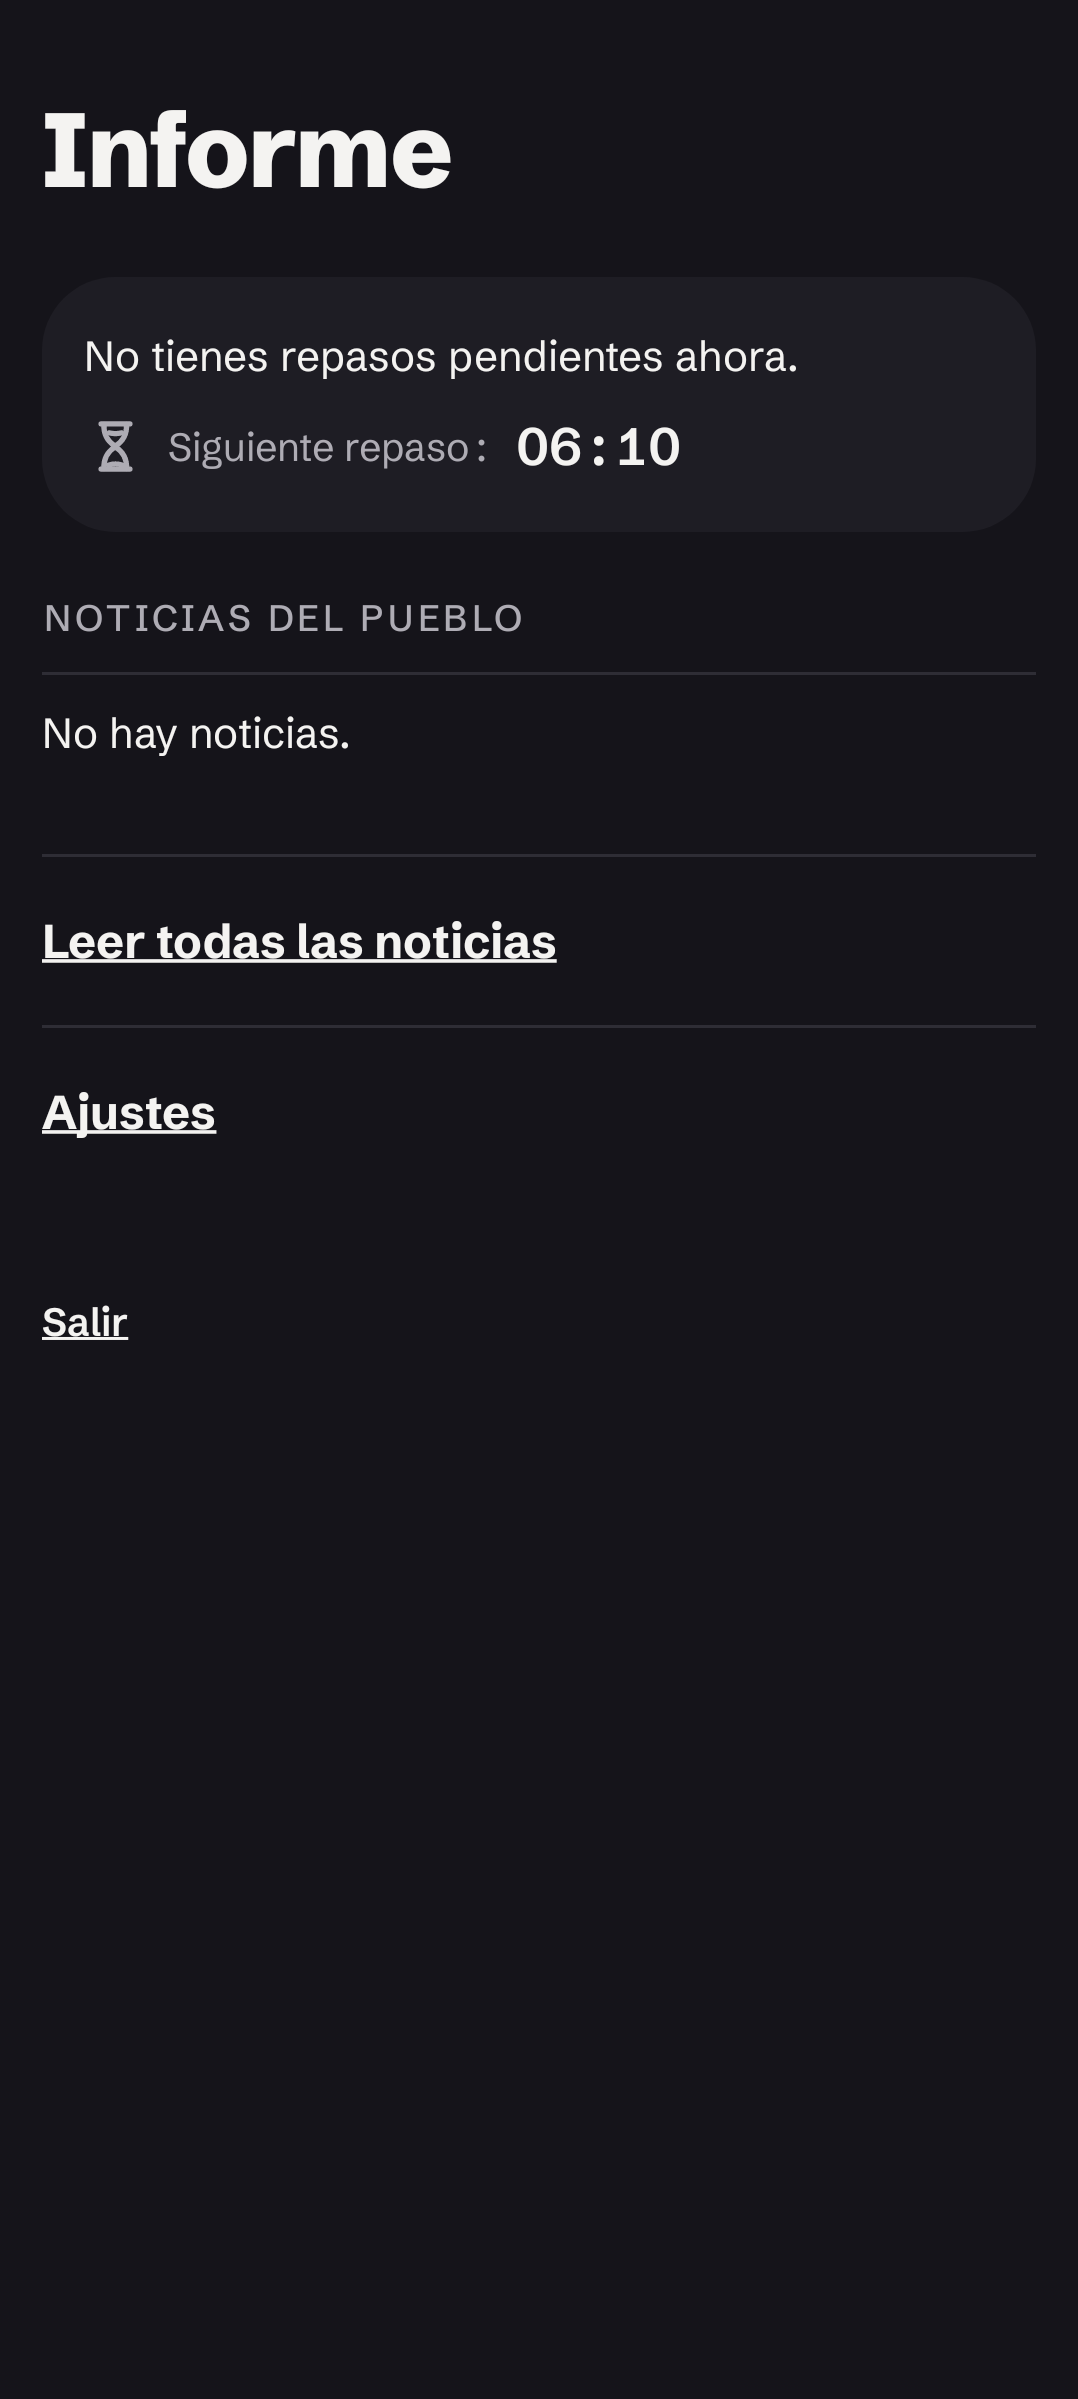 Informe
No tienes repasos pendientes ahora.
Siguiente repaso: 06:10
NOTICIAS DEL PUEBLO
No hay noticias.
Leer todas las noticias
Ajustes
Salir